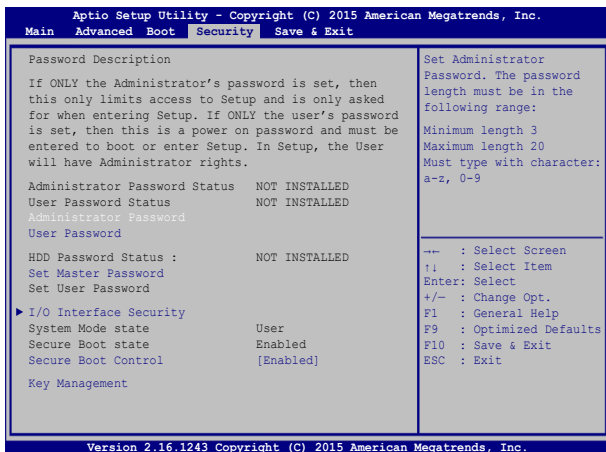 Aptio Setup Utility - Copyright (C) 2015 American Megatrends, Inc.
Main Advanced Boot Security Save & Exit
Password Description
If ONLY the Administrator's password is set, then
this only limits access to Setup and is only asked
for when entering Setup. If ONLY the user's password
is set, then this is a power on password and must be
entered to boot or enter Setup. In Setup, the User
will have Administrator rights.
Administrator Password Status NOT INSTALLED
User Password Status NOT INSTALLED
Administrator Password
User Password
HDD Password Status : NOT INSTALLED
Set Master Password
Set User Password
I/O Interface Security
System Mode state User
Secure Boot state Enabled
Secure Boot Control [Enabled]
Key Management
Set Administrator
Password. The password
length must be in the
following range:
Minimum length 3
Maximum length 20
Must type with character:
a-z, 0-9
→← : Select Screen
↑↓ : Select Item
Enter: Select
+/— : Change Opt.
F1 : General Help
F9 : Optimized Defaults
F10 : Save & Exit
ESC : Exit
Version 2.16.1243 Copyright (C) 2015 American Megatrends, Inc.